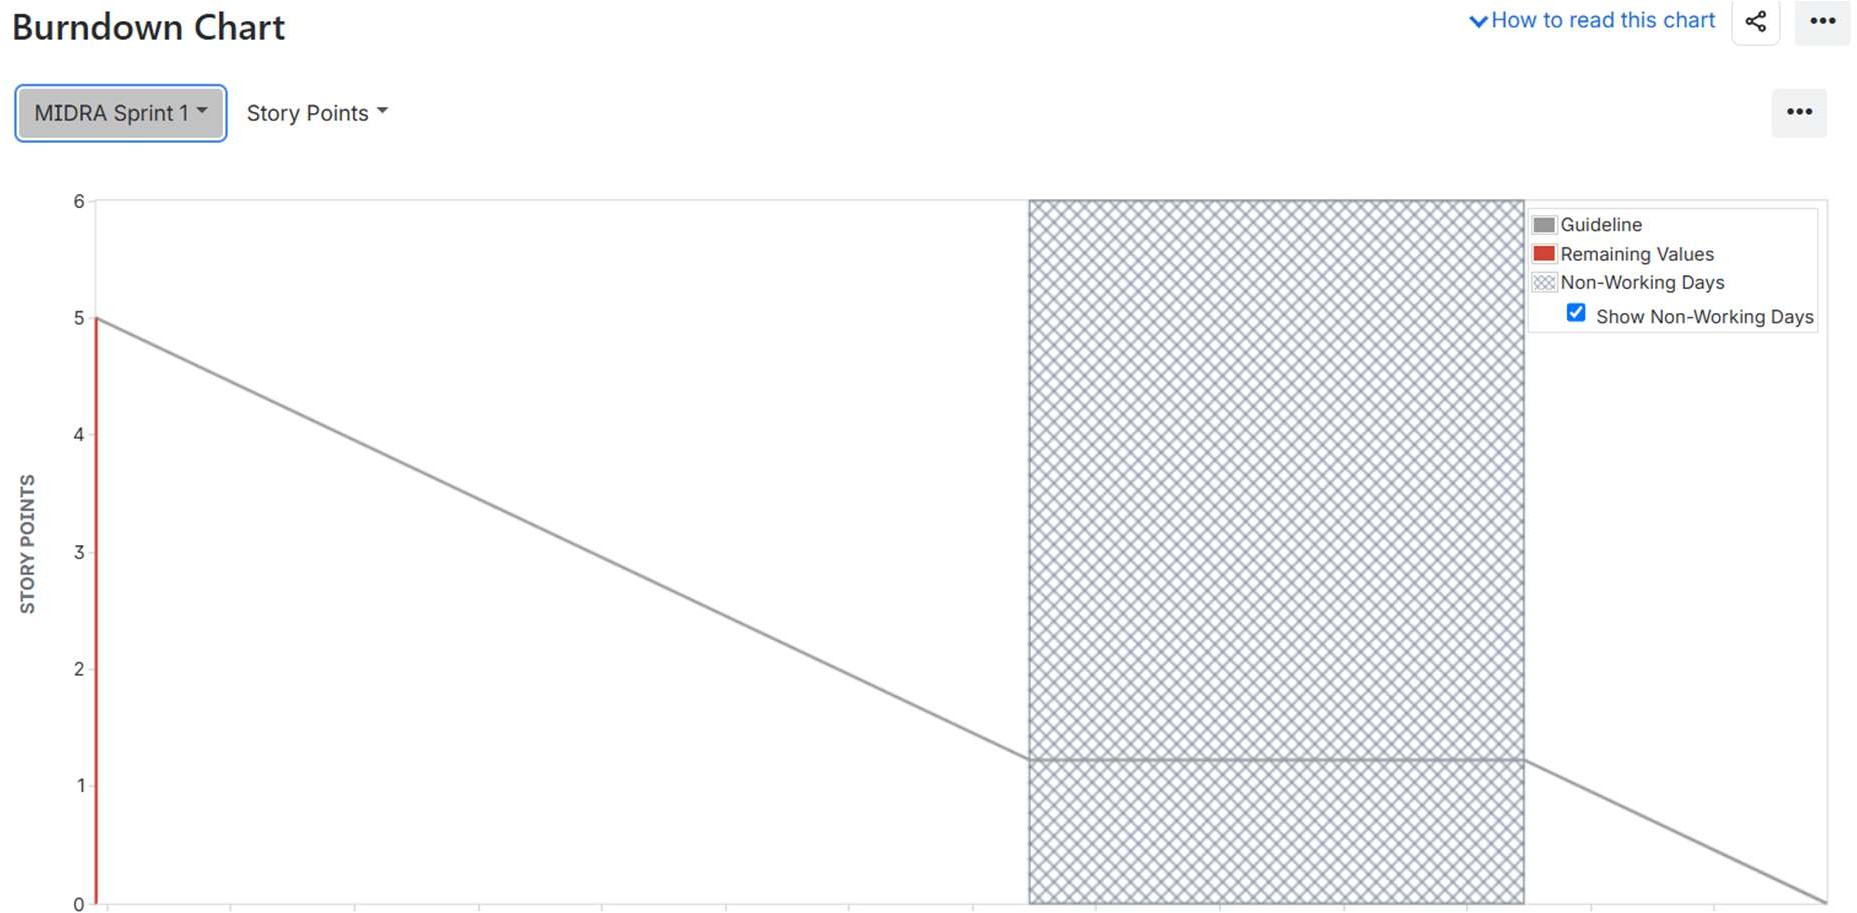 Burndown Chart
How to read this chart
•••
MIDRA Sprint 1
Story Points
•••
Guideline
Remaining Values
Non-Working Days
Show Non-Working Days
STORY POINTS
6
5
4
3
2
1
0